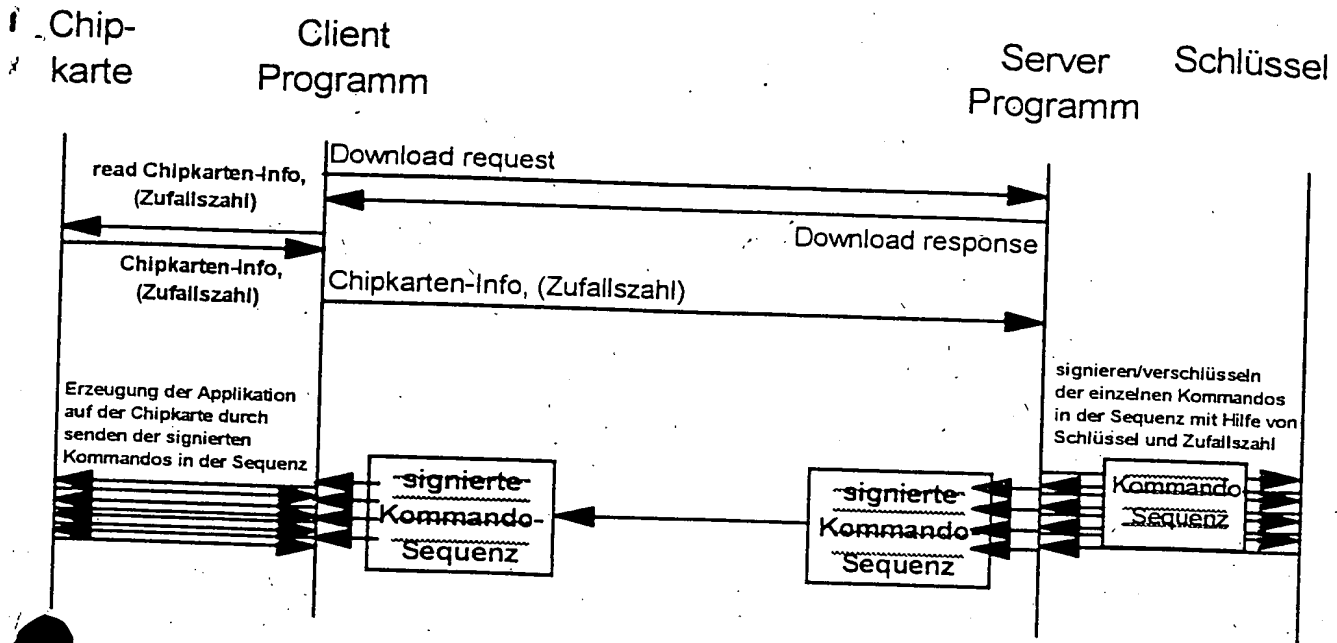 Chip-
karte
Client
Programm
Server
Programm
Schlüssel
Download request
read Chipkarten-Info,
(Zufallszahl)
Download response
Chipkarten-Info,
(Zufallszahl)
Chipkarten-Info, (Zufallszahl)
Erzeugung der Applikation
auf der Chipkarte durch
senden der signierten
Kommandos in der Sequenz
signieren/verschlüsseln
der einzelnen Kommandos
in der Sequenz mit Hilfe von
Schlüssel und Zufallszahl
signierte
Kommando-
Sequenz
signierte
Kommando
Sequenz
Kommando
Sequenz